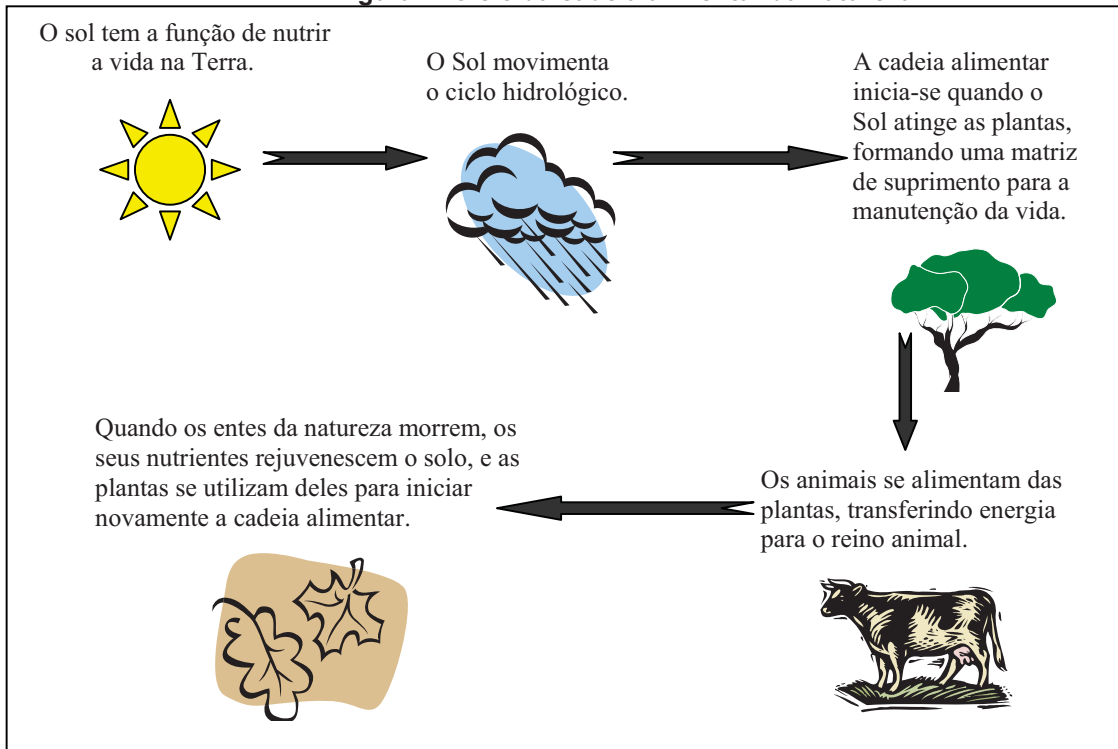 O sol tem a função de nutrir
a vida na Terra.
O Sol movimenta
o ciclo hidrológico.
A cadeia alimentar
inicia-se quando o
Sol atinge as plantas,
formando uma matriz
de suprimento para a
manutenção da vida.
Os animais se alimentam das
plantas, transferindo energia
para o reino animal.
Quando os entes da natureza morrem, os
seus nutrientes rejuvenescem o solo, e as
plantas se utilizam deles para iniciar
novamente a cadeia alimentar.